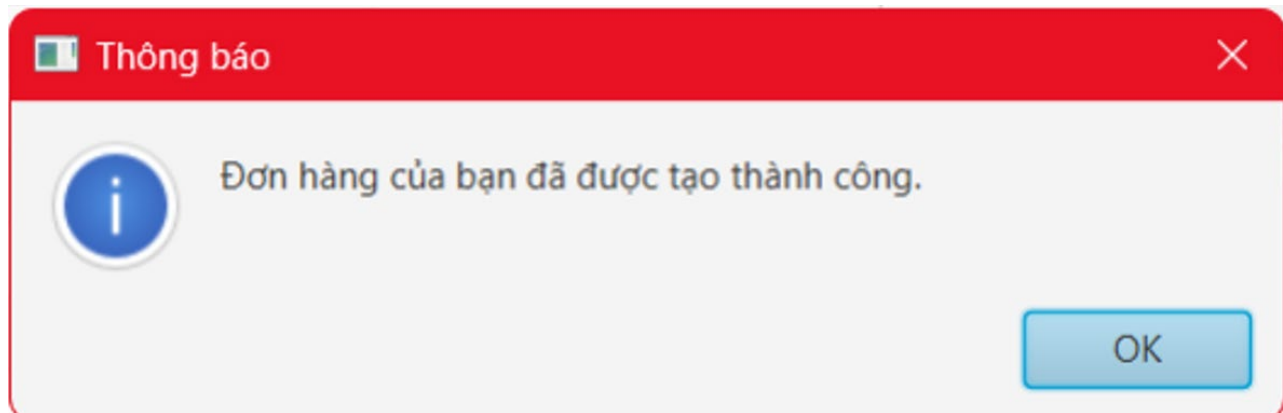 Thông báo
Đơn hàng của bạn đã được tạo thành công.
OK